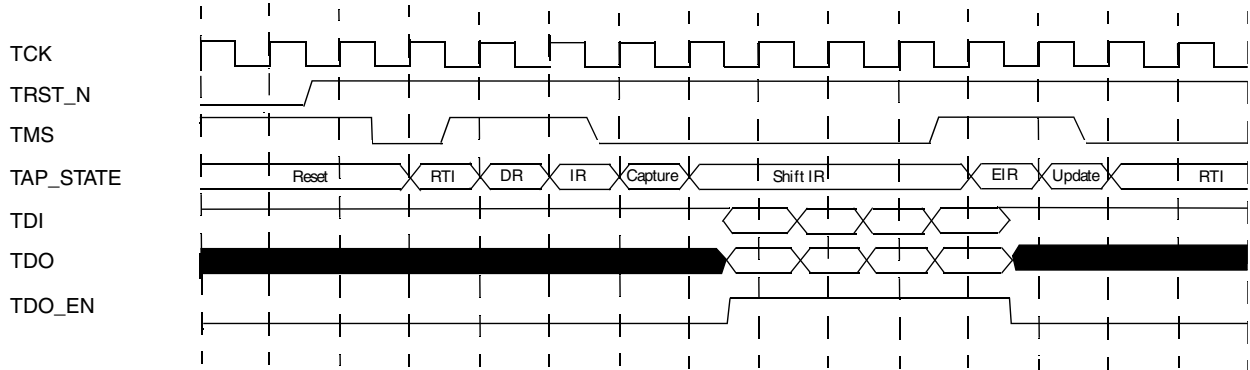 TCK
TRST_N
TMS
TAP_STATE Reset RTI DR IR Capture Shift IR EIR Update RTI
TDI
TDO
TDO_EN